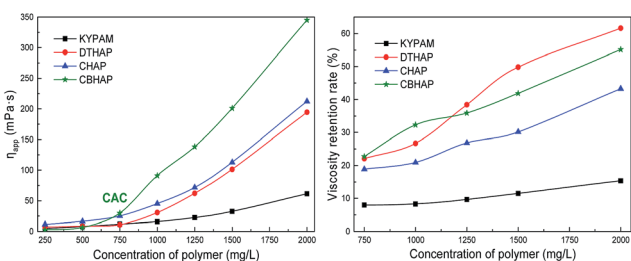 350
300
250
200
150
100
50
0
η_app (mPa·s)
KYPAM
DTHAP
CHAP
CBHAP
CAC
250 500 750 1000 1250 1500 2000
Concentration of polymer (mg/L)
60
50
40
30
20
10
0
Viscosity retention rate (%)
KYPAM
DTHAP
CHAP
CBHAP
750 1000 1250 1500 2000
Concentration of polymer (mg/L)